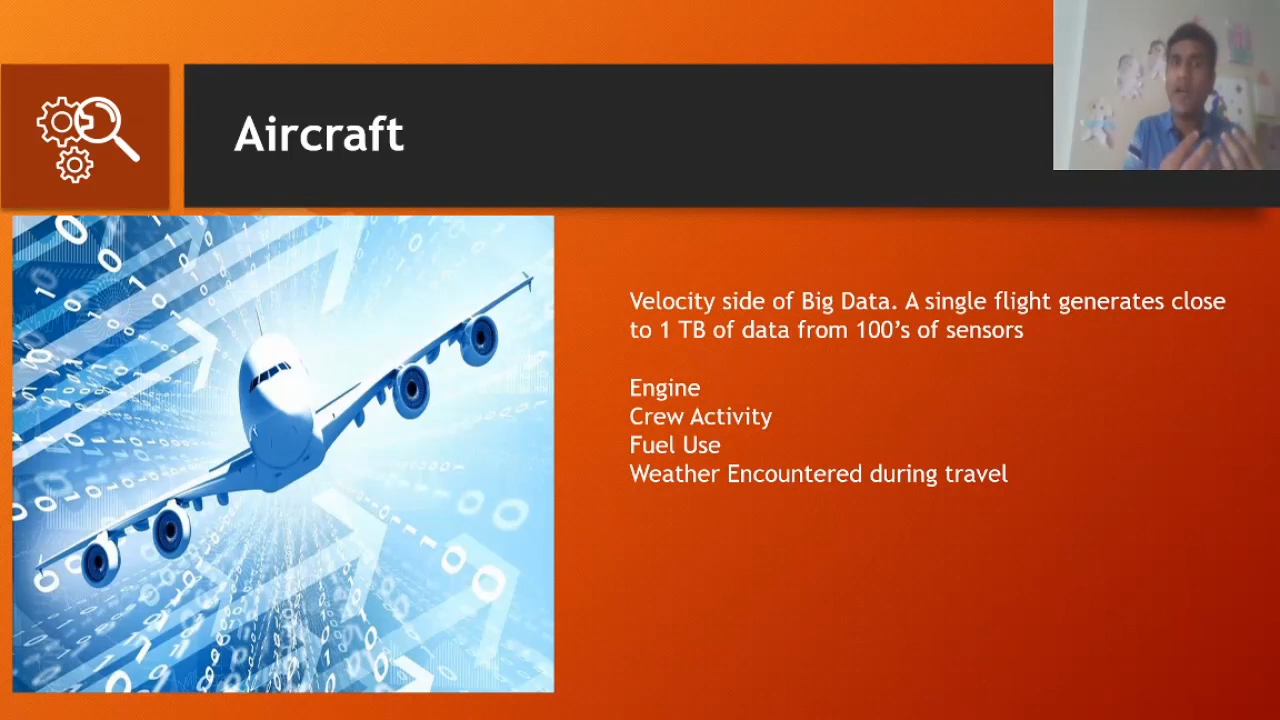 Aircraft
Velocity side of Big Data. A single flight generates close
to 1 TB of data from 100’s of sensors
Engine
Crew Activity
Fuel Use
Weather Encountered during travel